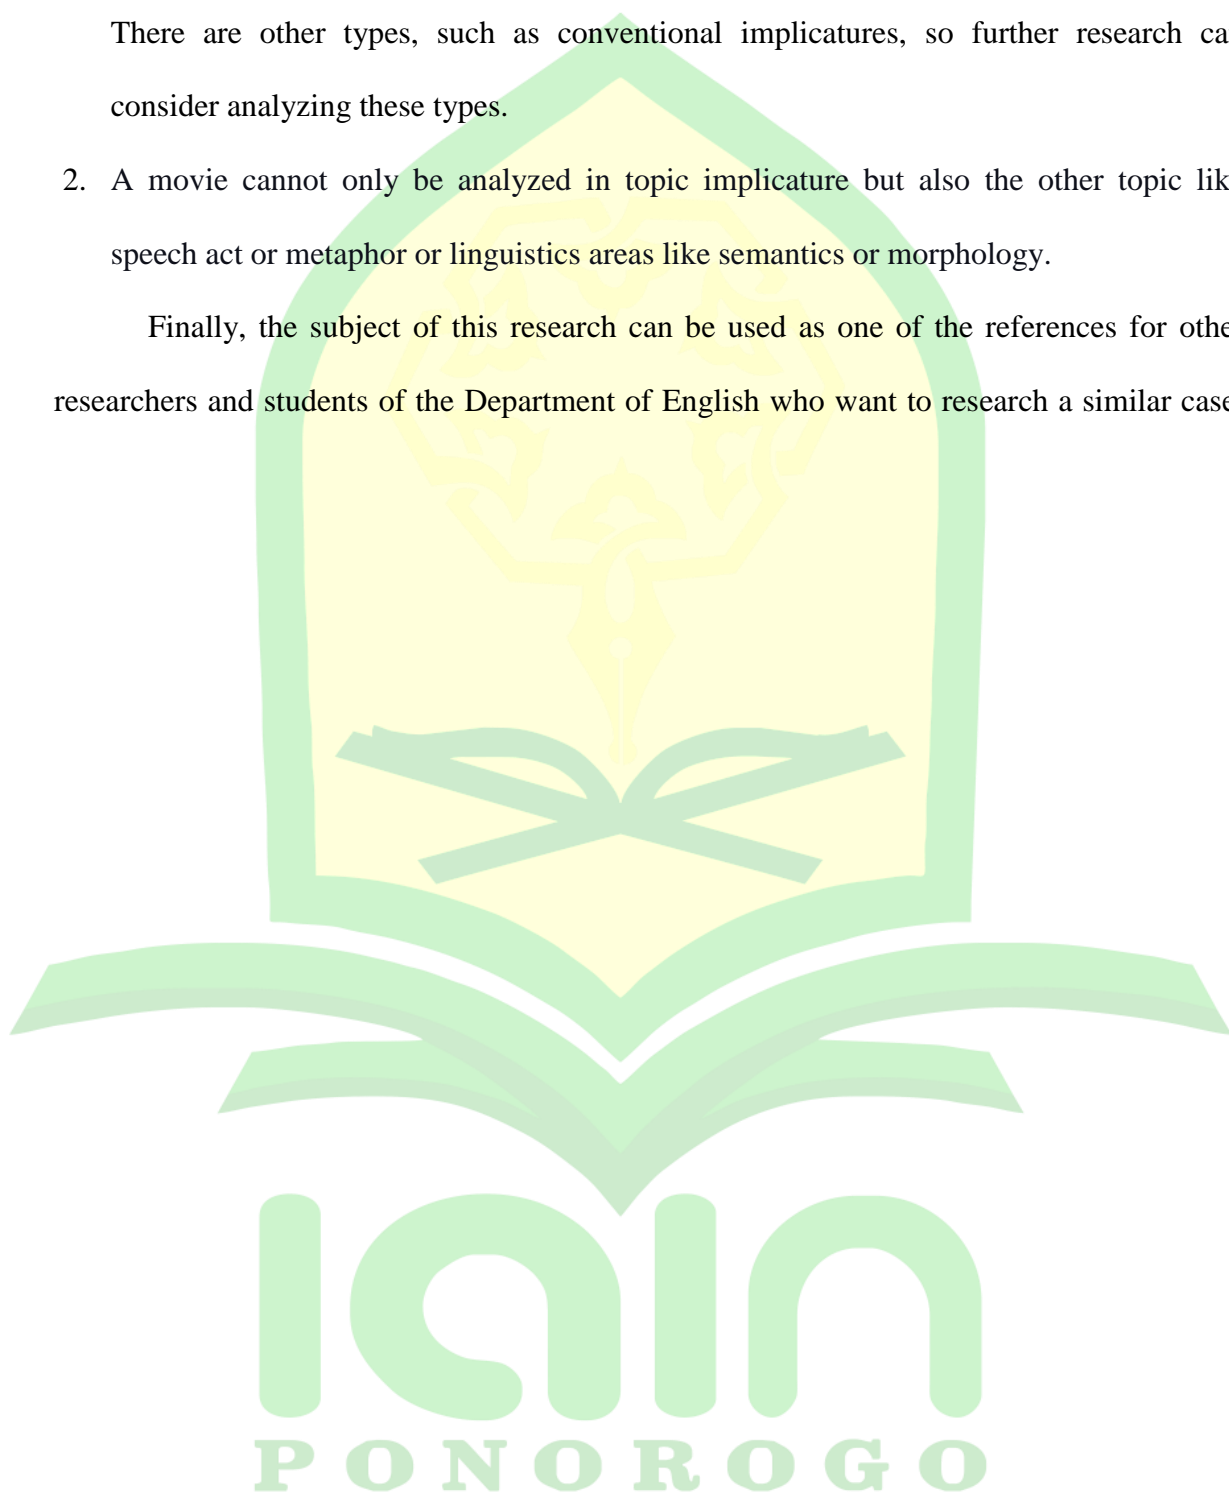 There are other types, such as conventional implicatures, so further research ca
consider analyzing these types.
2. A movie cannot only be analyzed in topic implicature but also the other topic lik
speech act or metaphor or linguistics areas like semantics or morphology.
Finally, the subject of this research can be used as one of the references for othe
researchers and students of the Department of English who want to research a similar case
iain
PONOROGO